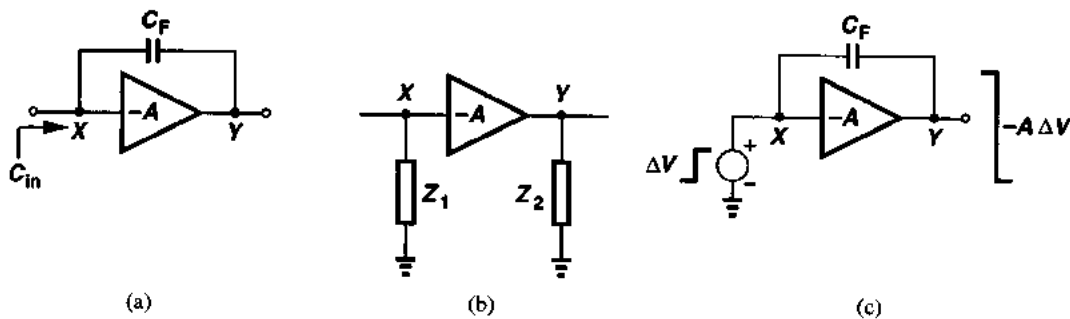 C_F
-A
X
Y
C_in
(a)
X
Y
-A
Z_1
Z_2
(b)
C_F
-A
X
Y
ΔV
+
-
-A ΔV
(c)